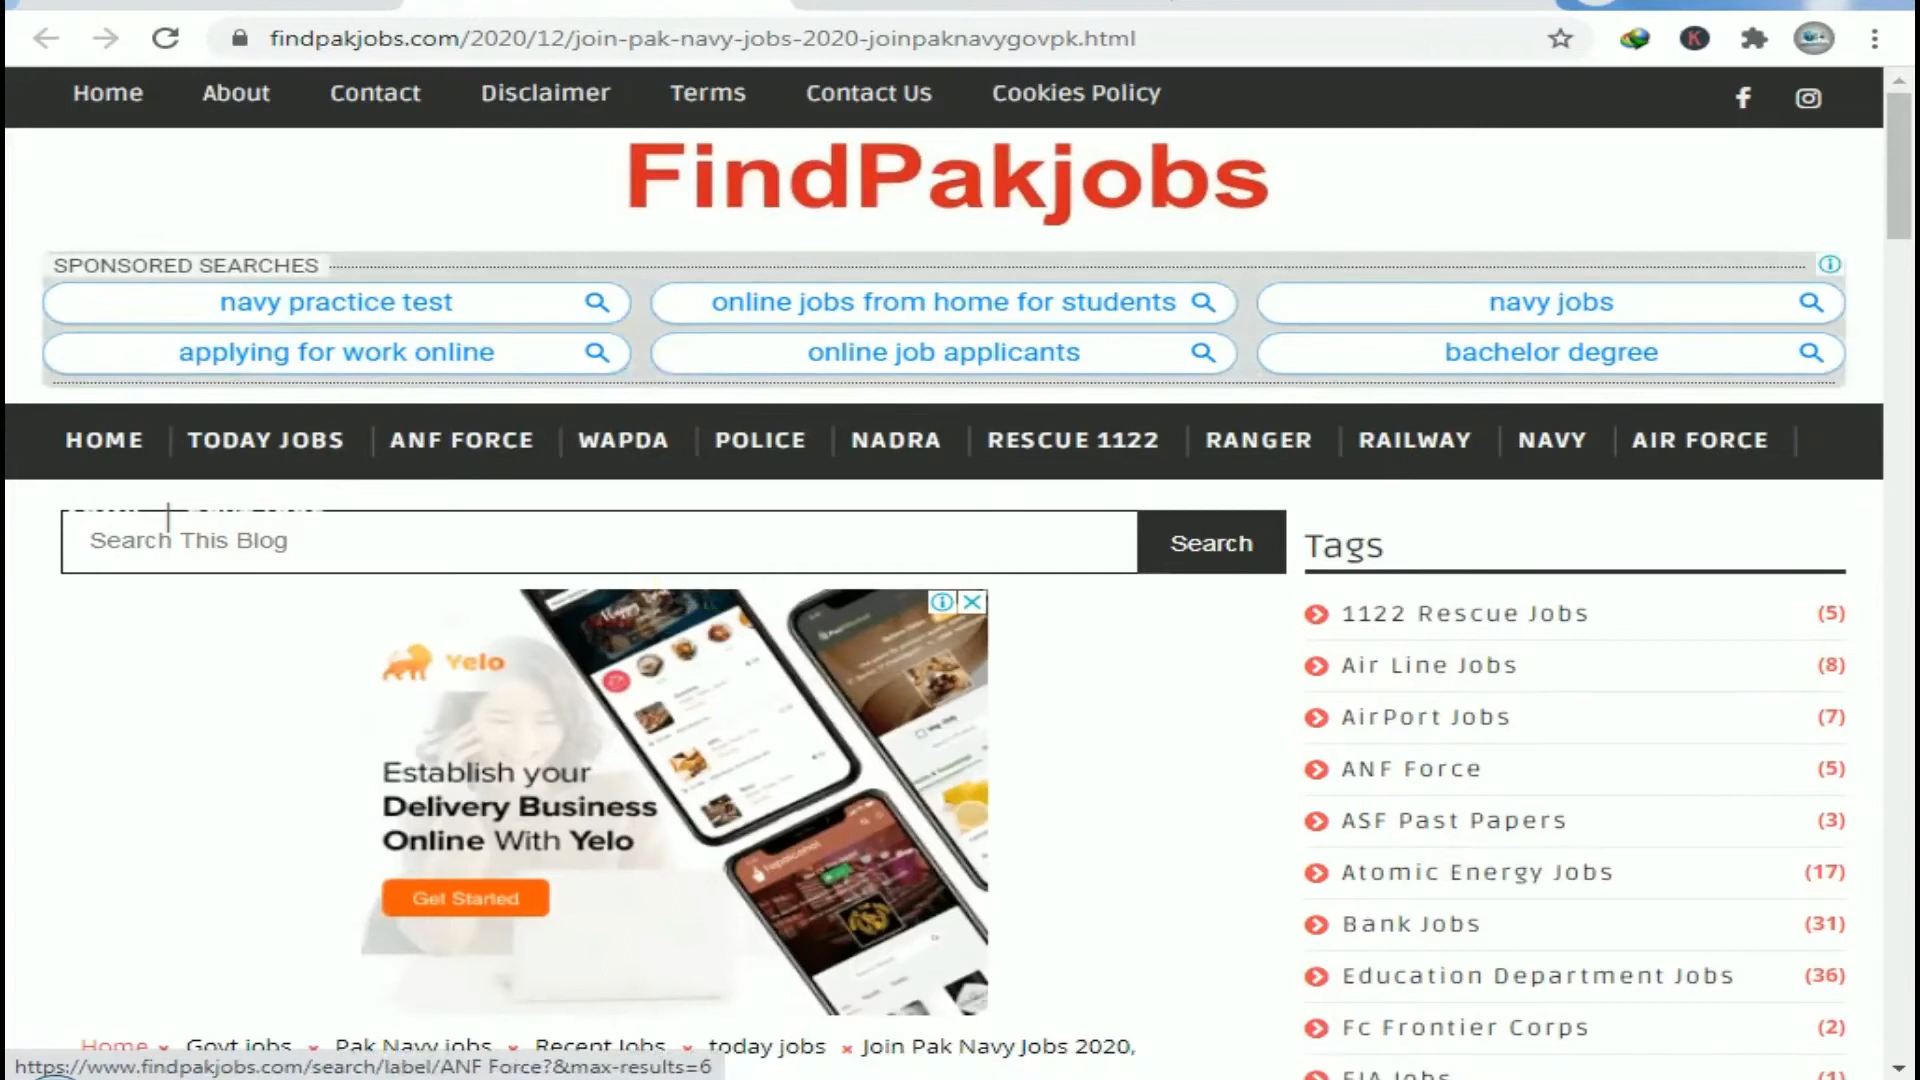 findpakjobs.com/2020/12/join-pak-navy-jobs-2020-joinpaknavygovpk.html
Home About Contact Disclaimer Terms Contact Us Cookies Policy
FindPakjobs
SPONSORED SEARCHES
navy practice test online jobs from home for students navy jobs
applying for work online online job applicants bachelor degree
HOME TODAY JOBS ANF FORCE WAPDA POLICE NADRA RESCUE 1122 RANGER RAILWAY NAVY AIR FORCE
Search This Blog Search
Tags
1122 Rescue Jobs (5)
Air Line Jobs (8)
AirPort Jobs (7)
ANF Force (5)
ASF Past Papers (3)
Atomic Energy Jobs (17)
Bank Jobs (31)
Education Department Jobs (36)
Fc Frontier Corps (2)
FIA Jobs (1)
Yelo
Establish your
Delivery Business
Online With Yelo
Get Started
Home Govt jobs Pak Navy jobs Recent Jobs today jobs Join Pak Navy Jobs 2020,
https://www.findpakjobs.com/search/label/ANF Force?&max-results=6